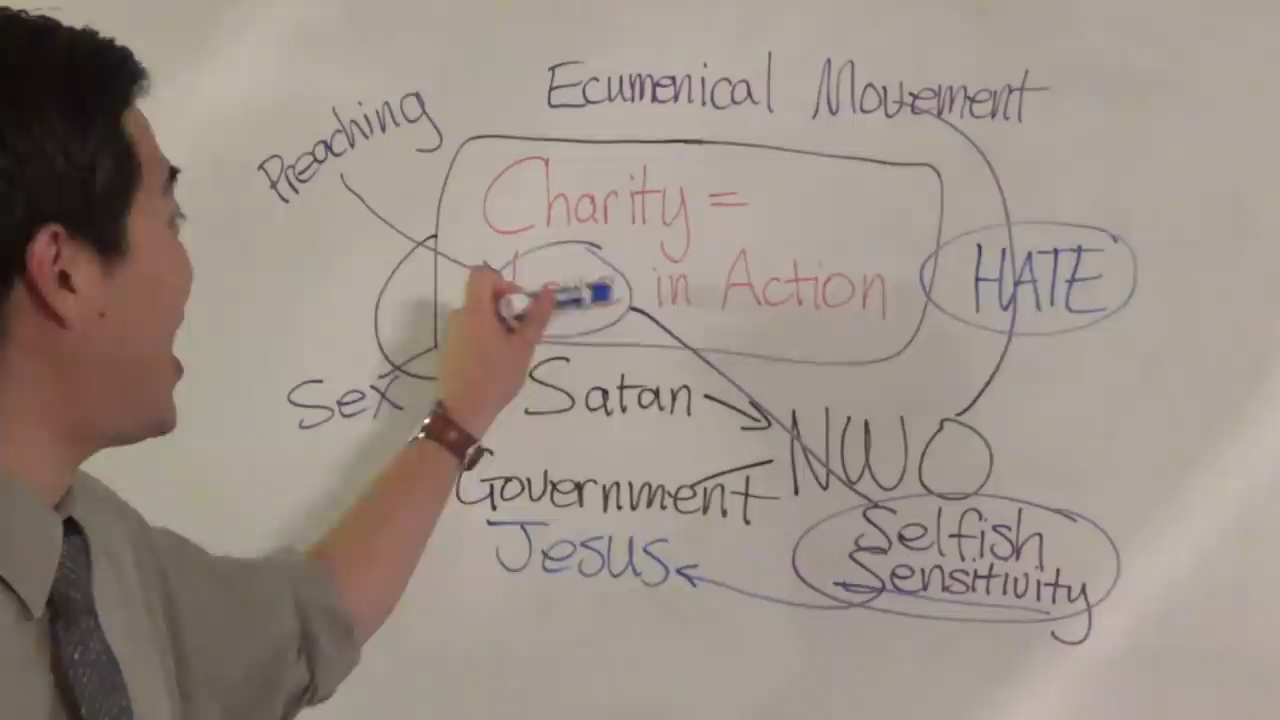 Ecumenical Movement
Preaching
Charity =
in Action
HATE
Sex
Satan
NWO
Government
Jesus
Selfish
Sensitivity